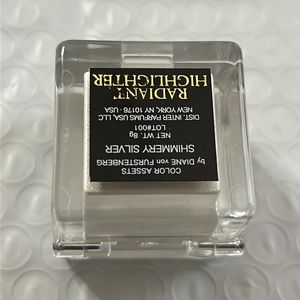 COLOR ASSETS
by DIANE von FURSTENBERG
SHIMMERY SILVER
NET WT. 8g
LOT#001
DIST. INTER PARFUMS USA, LLC
NEW YORK, NY 10176 - USA
RADIANT
HIGHLIGHTER